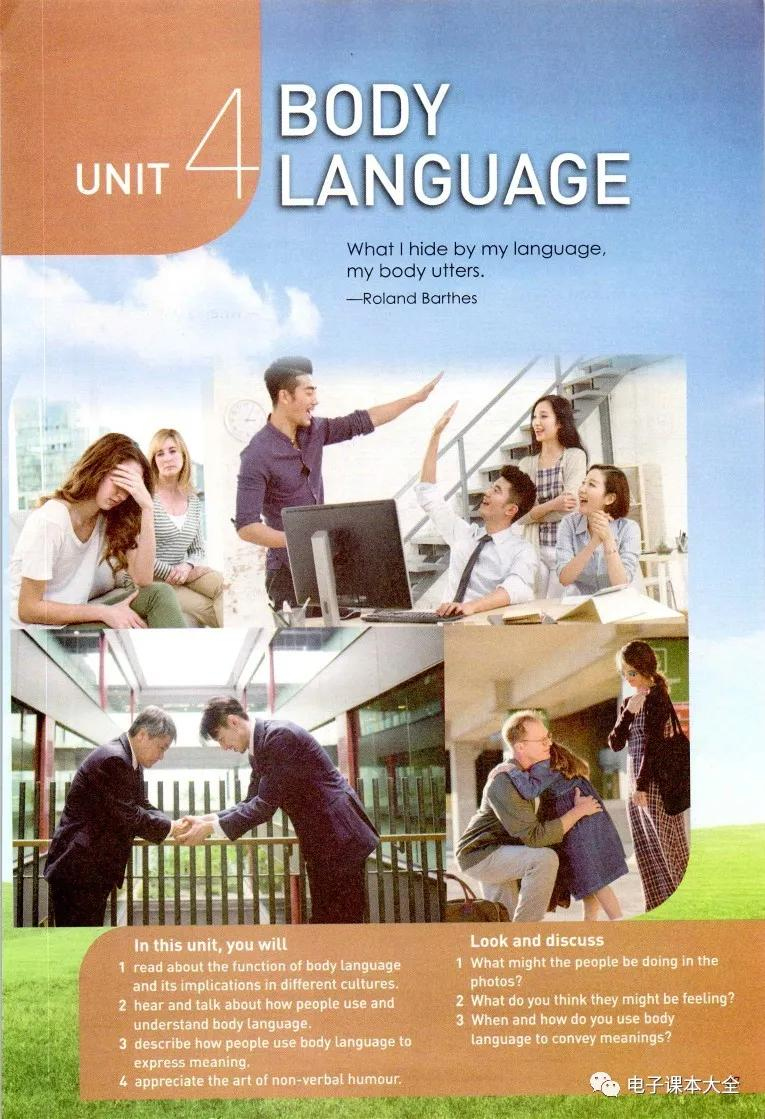 UNIT 4
BODY
LANGUAGE
What I hide by my language,
my body utters.
—Roland Barthes
In this unit, you will
1 read about the function of body language
and its implications in different cultures.
2 hear and talk about how people use and
understand body language.
3 describe how people use body language to
express meaning.
4 appreciate the art of non-verbal humour.
Look and discuss
1 What might the people be doing in the
photos?
2 What do you think they might be feeling?
3 When and how do you use body
language to convey meanings?
电子课本大全